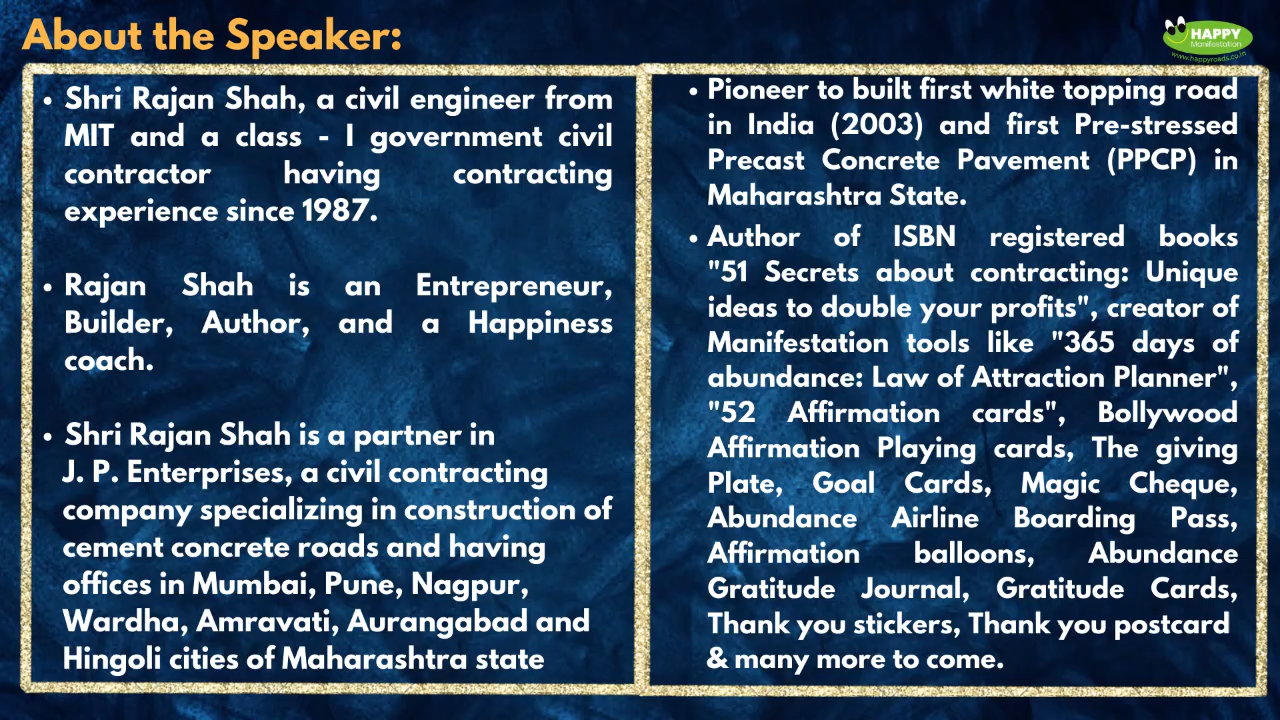 About the Speaker:
HAPPY
Manifestation
www.happyroads.co.in
• Shri Rajan Shah, a civil engineer from
MIT and a class - I government civil
contractor having contracting
experience since 1987.
• Rajan Shah is an Entrepreneur,
Builder, Author, and a Happiness
coach.
• Shri Rajan Shah is a partner in
J. P. Enterprises, a civil contracting
company specializing in construction of
cement concrete roads and having
offices in Mumbai, Pune, Nagpur,
Wardha, Amravati, Aurangabad and
Hingoli cities of Maharashtra state
• Pioneer to built first white topping road
in India (2003) and first Pre-stressed
Precast Concrete Pavement (PPCP) in
Maharashtra State.
• Author of ISBN registered books
"51 Secrets about contracting: Unique
ideas to double your profits", creator of
Manifestation tools like "365 days of
abundance: Law of Attraction Planner",
"52 Affirmation cards", Bollywood
Affirmation Playing cards, The giving
Plate, Goal Cards, Magic Cheque,
Abundance Airline Boarding Pass,
Affirmation balloons, Abundance
Gratitude Journal, Gratitude Cards,
Thank you stickers, Thank you postcard
& many more to come.